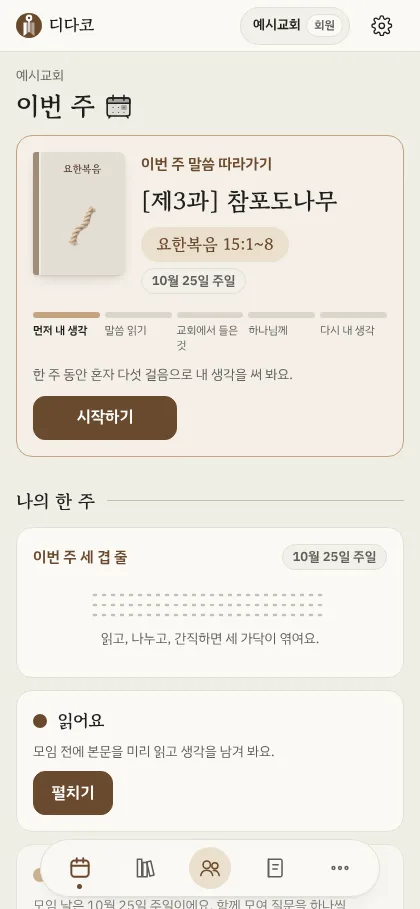 디다코
예시교회 회원
예시교회
이번 주
요한복음
이번 주 말씀 따라가기
[제3과] 참포도나무
요한복음 15:1~8
10월 25일 주일
먼저 내 생각
말씀 읽기
교회에서 들은
것
하나님께
다시 내 생각
한 주 동안 혼자 다섯 걸음으로 내 생각을 써 봐요.
시작하기
나의 한 주
이번 주 세 겹 줄
10월 25일 주일
읽고, 나누고, 간직하면 세 가닥이 엮여요.
읽어요
모임 전에 본문을 미리 읽고 생각을 남겨 봐요.
펼치기
모임 날은 10월 25일 주일이에요. 함께 모여 질문을 하나씩